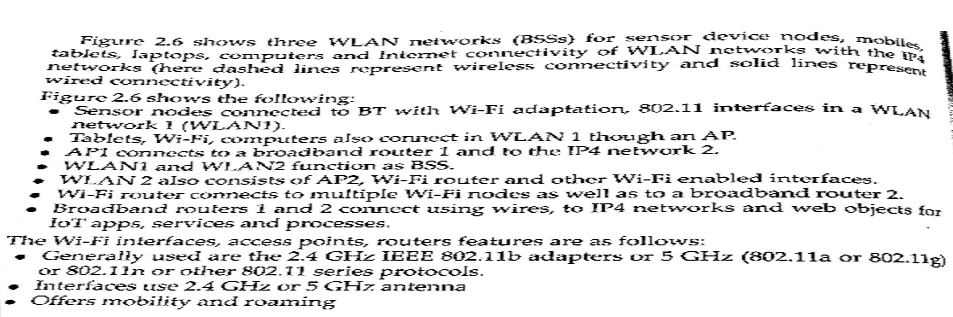 Figure 2.6 shows three WLAN networks (BSSs) for sensor device nodes, mobiles,
tablets, laptops, computers and Internet connectivity of WLAN networks with the IP4
networks (here dashed lines represent wireless connectivity and solid lines represent
wired connectivity).
Figure 2.6 shows the following:
• Sensor nodes connected to BT with Wi-Fi adaptation, 802.11 interfaces in a WLAN
network 1 (WLAN1).
• Tablets, Wi-Fi, computers also connect in WLAN 1 though an AP.
• AP1 connects to a broadband router 1 and to the IP4 network 2.
• WLAN1 and WLAN2 function as BSS.
• WLAN 2 also consists of AP2, Wi-Fi router and other Wi-Fi enabled interfaces.
• Wi-Fi router connects to multiple Wi-Fi nodes as well as to a broadband router 2.
• Broadband routers 1 and 2 connect using wires, to IP4 networks and web objects for
IoT apps, services and processes.
The Wi-Fi interfaces, access points, routers features are as follows:
• Generally used are the 2.4 GHz IEEE 802.11b adapters or 5 GHz (802.11a or 802.11g)
or 802.11n or other 802.11 series protocols.
• Interfaces use 2.4 GHz or 5 GHz antenna
• Offers mobility and roaming